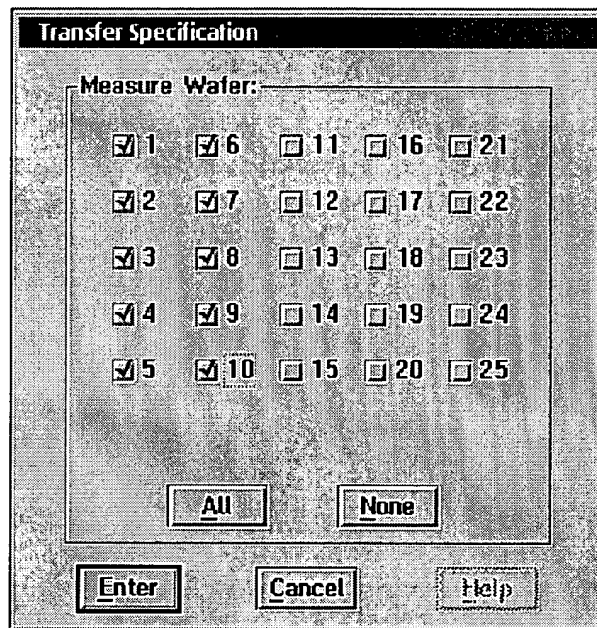 Transfer Specification
Measure Wafer:
1 6 11 16 21
2 7 12 17 22
3 8 13 18 23
4 9 14 19 24
5 10 15 20 25
All None
Enter Cancel Help